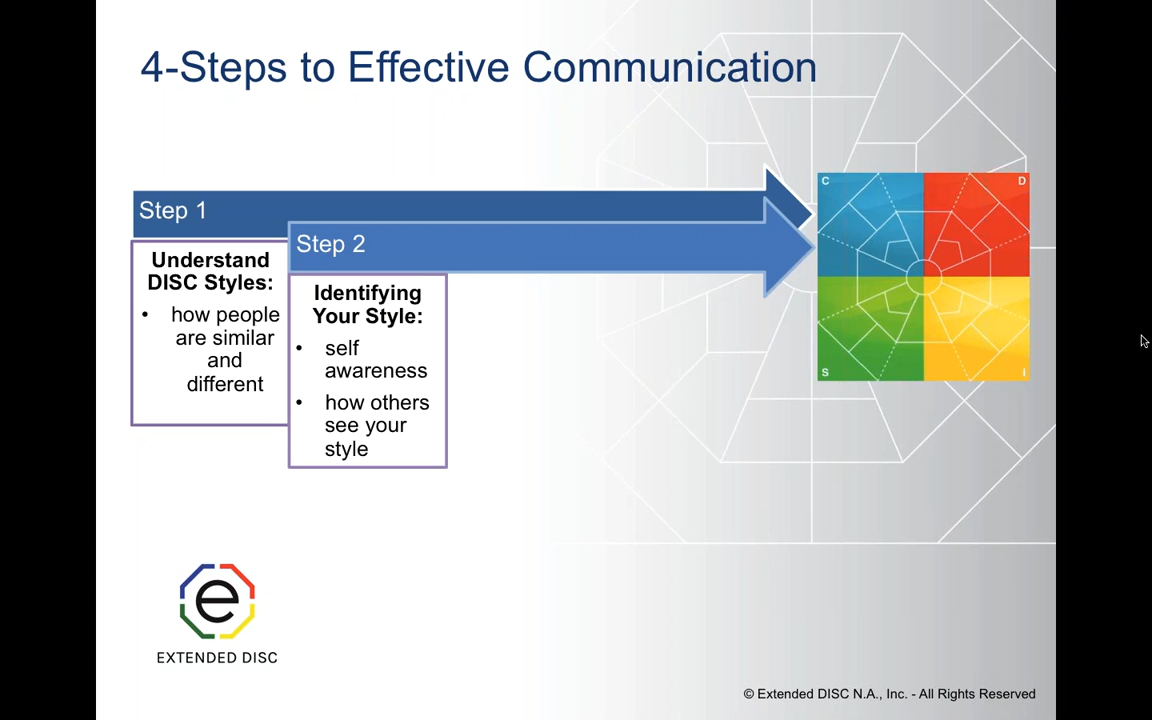 4-Steps to Effective Communication
Step 1
Understand
DISC Styles:
• how people
are similar
and
different
Step 2
Identifying
Your Style:
• self
awareness
• how others
see your
style
C
D
S
I
e
EXTENDED DISC
© Extended DISC N.A., Inc. - All Rights Reserved